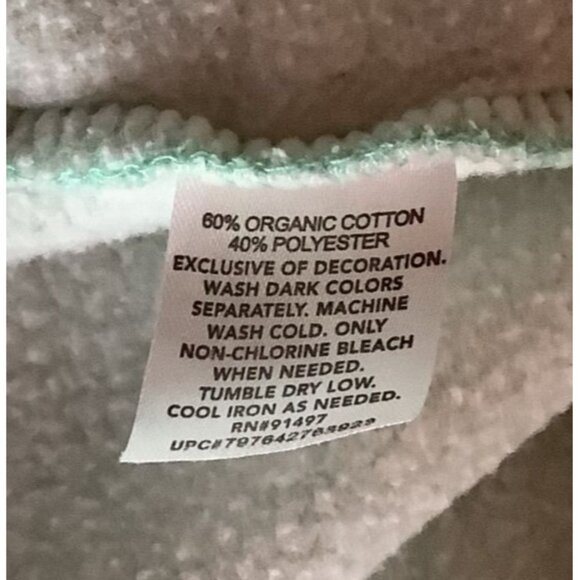 60% ORGANIC COTTON
40% POLYESTER
EXCLUSIVE OF DECORATION.
WASH DARK COLORS
SEPARATELY. MACHINE
WASH COLD. ONLY
NON-CHLORINE BLEACH
WHEN NEEDED.
TUMBLE DRY LOW.
COOL IRON AS NEEDED.
RN#91497